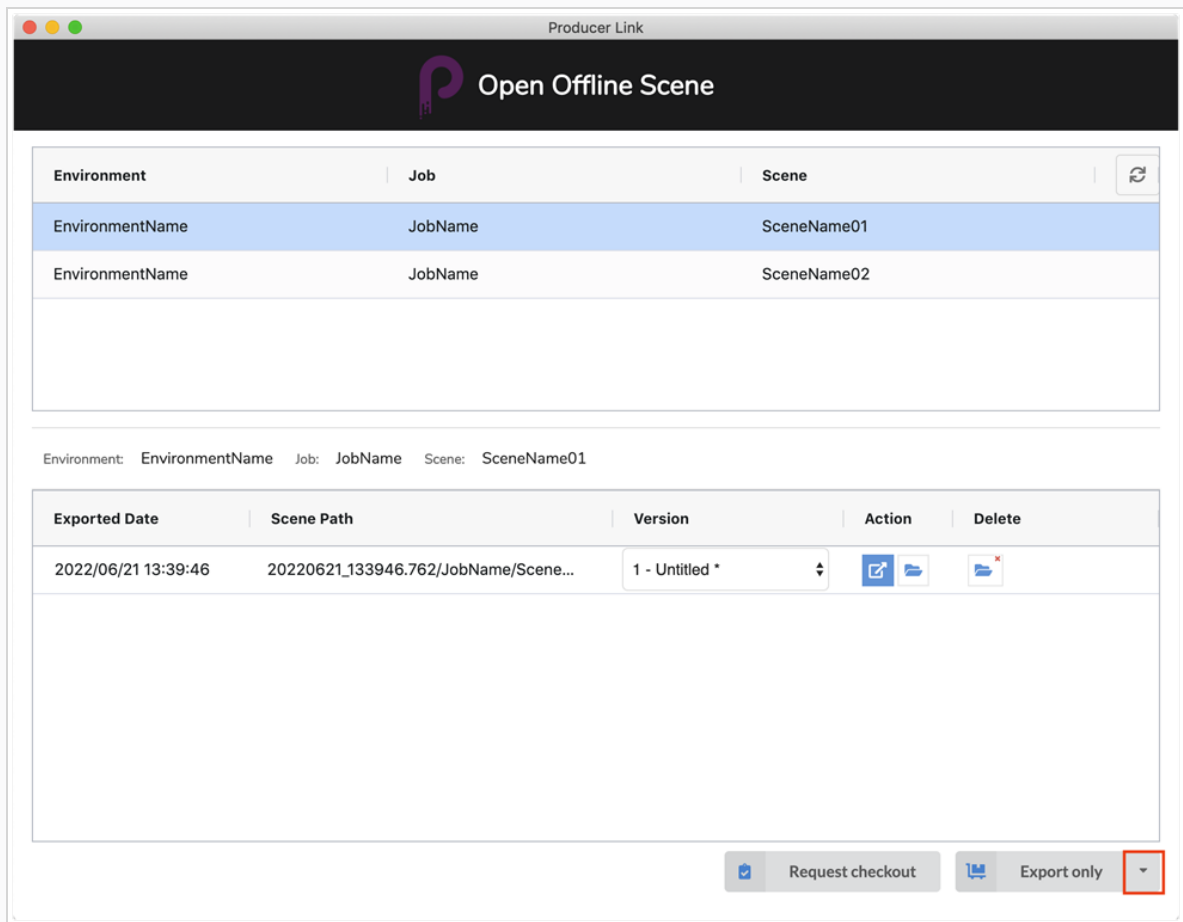 Producer Link
Open Offline Scene
Environment Job Scene
EnvironmentName JobName SceneName01
EnvironmentName JobName SceneName02
Environment: EnvironmentName Job: JobName Scene: SceneName01
Exported Date Scene Path Version Action Delete
2022/06/21 13:39:46 20220621_133946.762/JobName/Scene... 1 - Untitled *
Request checkout Export only